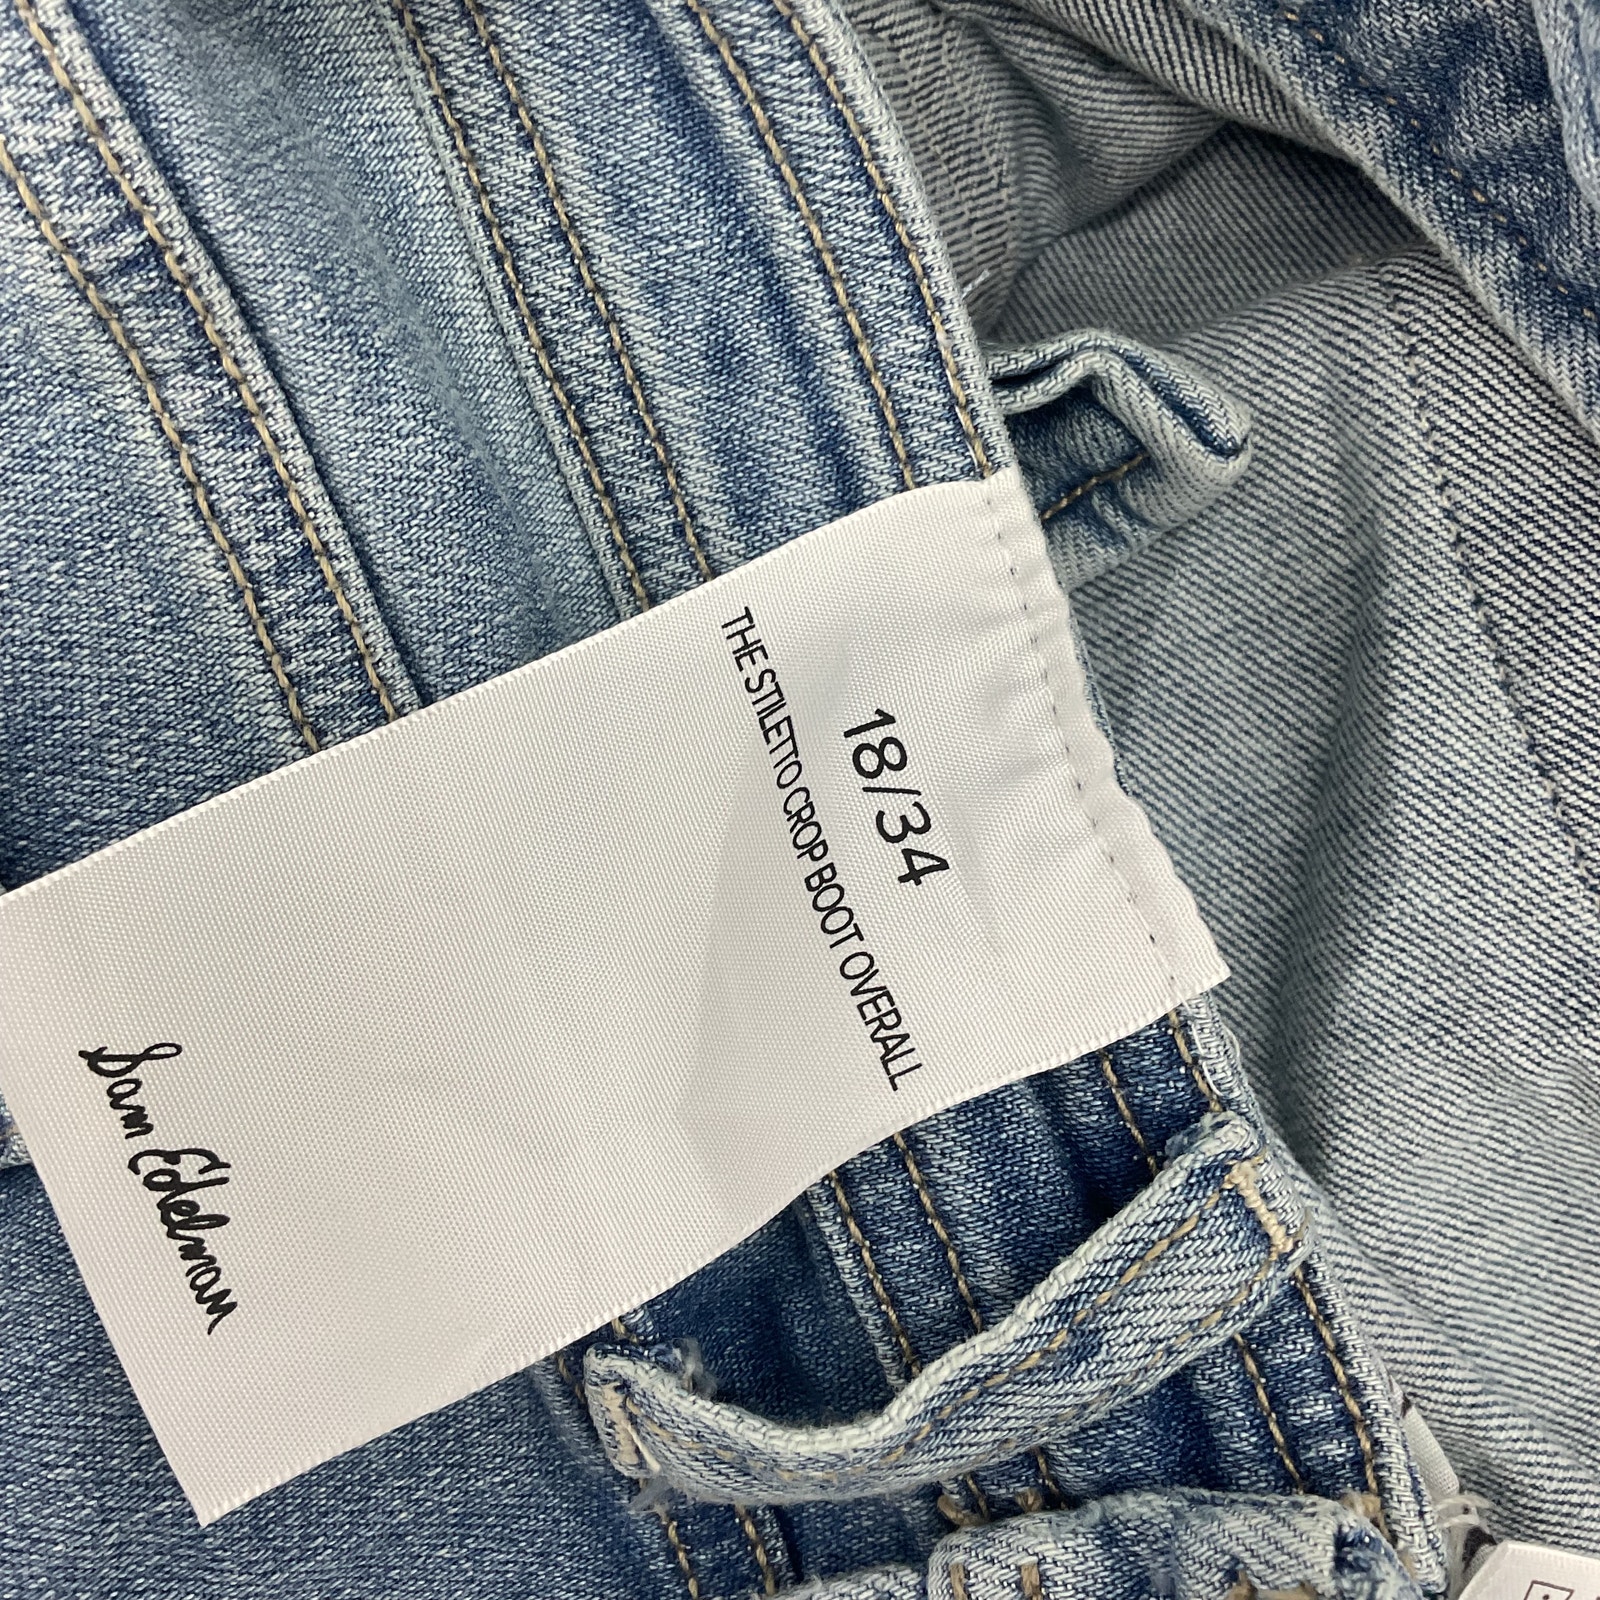 18/34
THE STILETTO CROP BOOT OVERALL
Sam Edelman